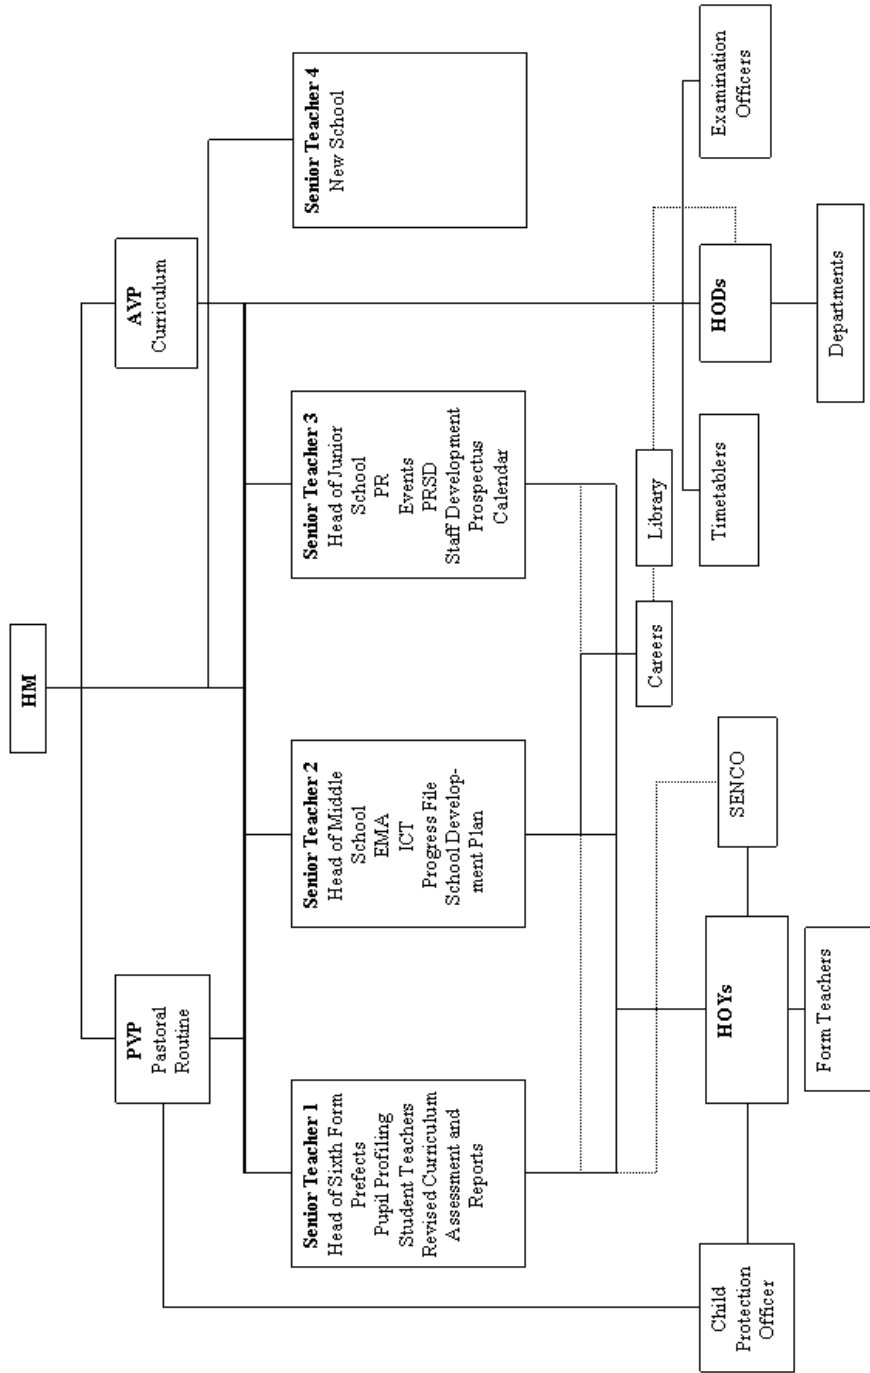 HM
PVP
Pastoral
Routine
AVP
Curriculum
Senior Teacher 1
Head of Sixth Form
Prefects
Pupil Profiling
Student Teachers
Revised Curriculum
Assessment and
Reports
Senior Teacher 2
Head of Middle
School
EMA
ICT
Progress File
School Develop-
ment Plan
Senior Teacher 3
Head of Junior
School
PR
Events
PRSD
Staff Development
Prospectus
Calendar
Senior Teacher 4
New School
Careers
Library
Child
Protection
Officer
HOYs
SENCO
Timetablers
HODs
Examination
Officers
Form Teachers
Departments